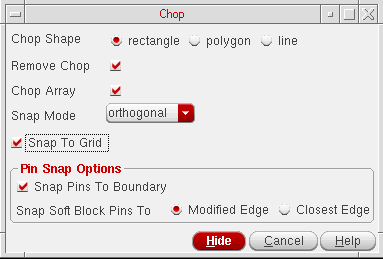 Chop
Chop Shape rectangle polygon line
Remove Chop
Chop Array
Snap Mode orthogonal
Snap To Grid
Pin Snap Options
Snap Pins To Boundary
Snap Soft Block Pins To Modified Edge Closest Edge
Hide Cancel Help